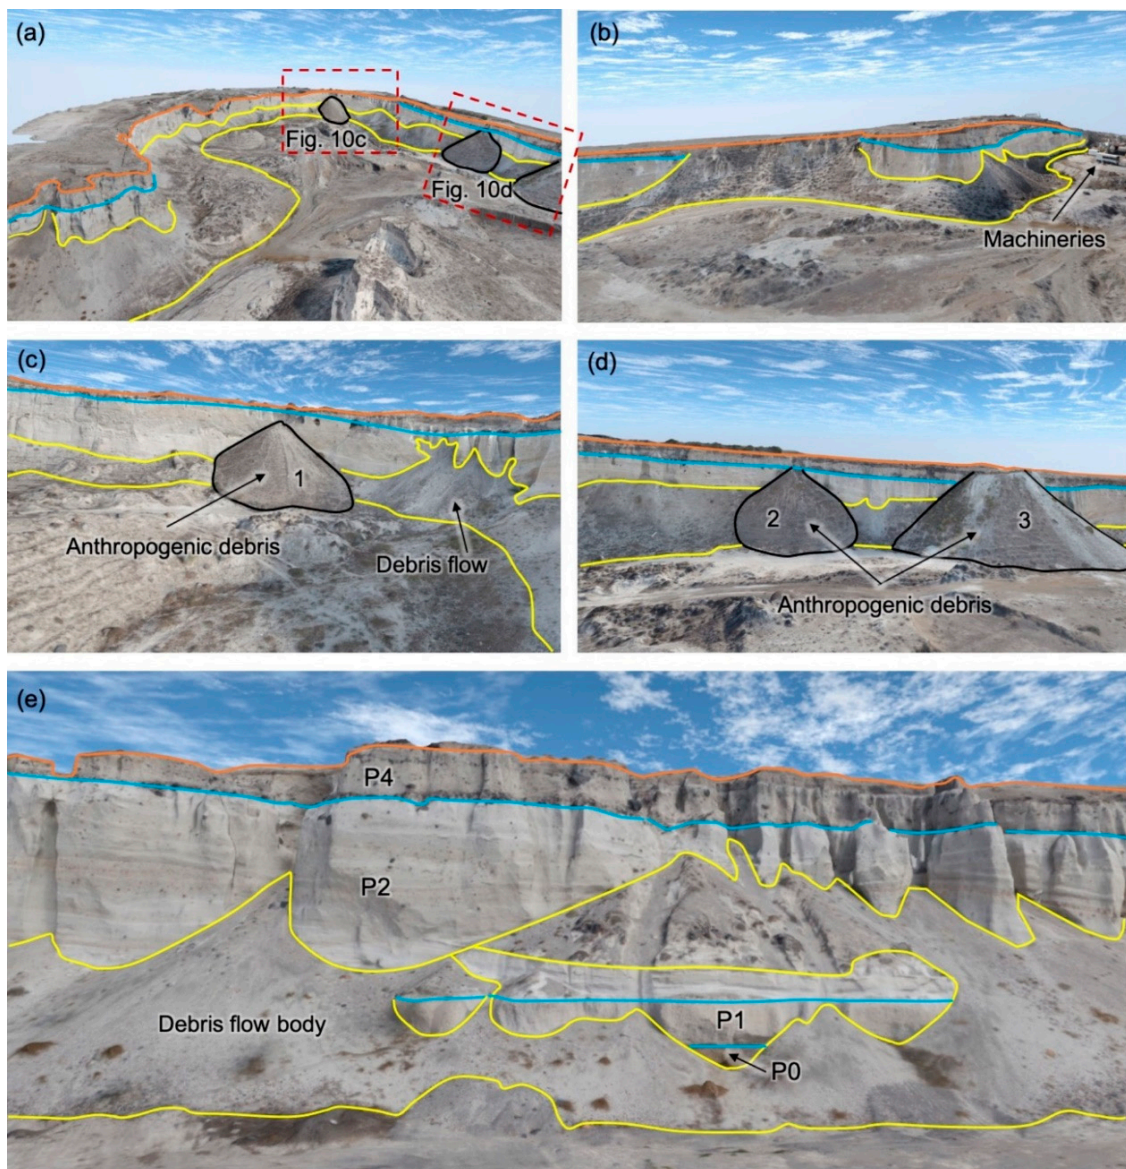 (a)
Fig. 10c
Fig. 10d
(b)
Machineries
(c)
1
Anthropogenic debris
Debris flow
(d)
2
3
Anthropogenic debris
(e)
P4
P2
P1
Debris flow body
P0